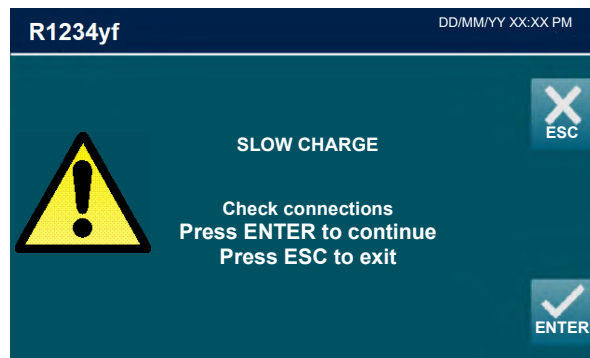 R1234yf
DD/MM/YY XX:XX PM
ESC
SLOW CHARGE
Check connections
Press ENTER to continue
Press ESC to exit
ENTER